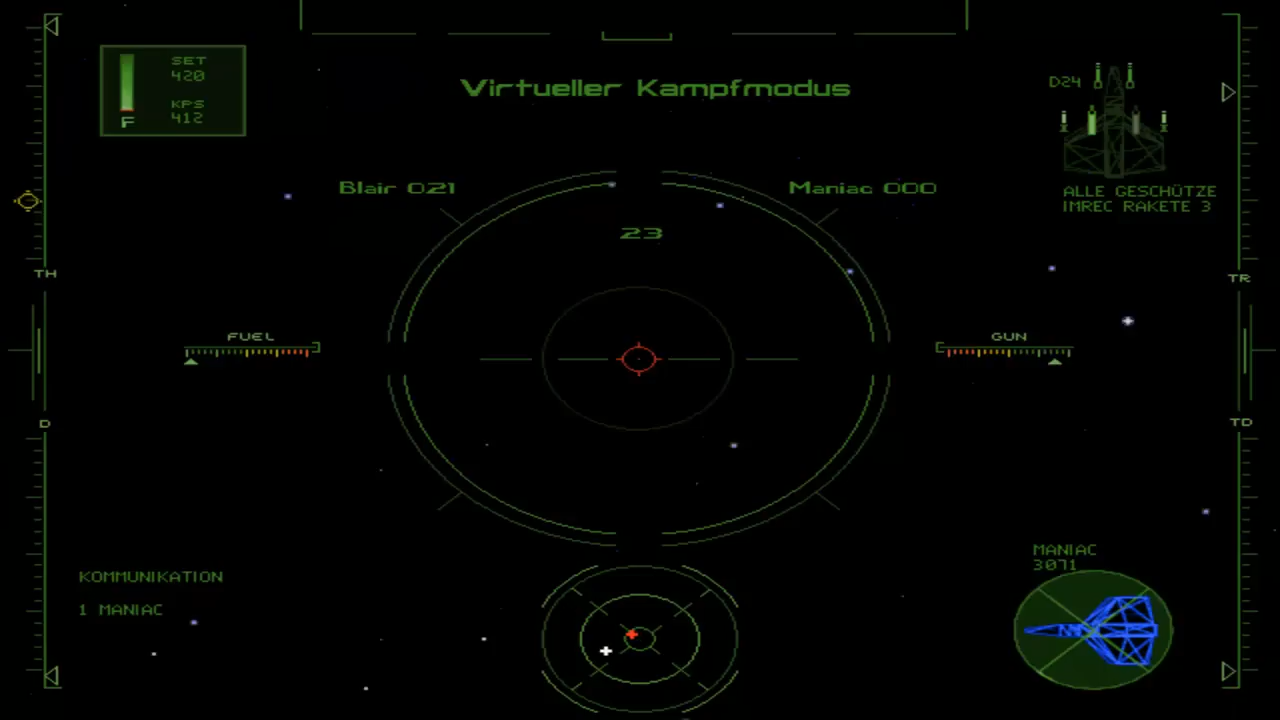 SET
420
KPS
412
F
Virtueller Kampfmodus
D24
ALLE GESCHÜTZE
IMREC RAKETE 3
Blair 021
Maniac 000
23
TH
TR
FUEL
GUN
D
TD
KOMMUNIKATION
1 MANIAC
MANIAC
3071